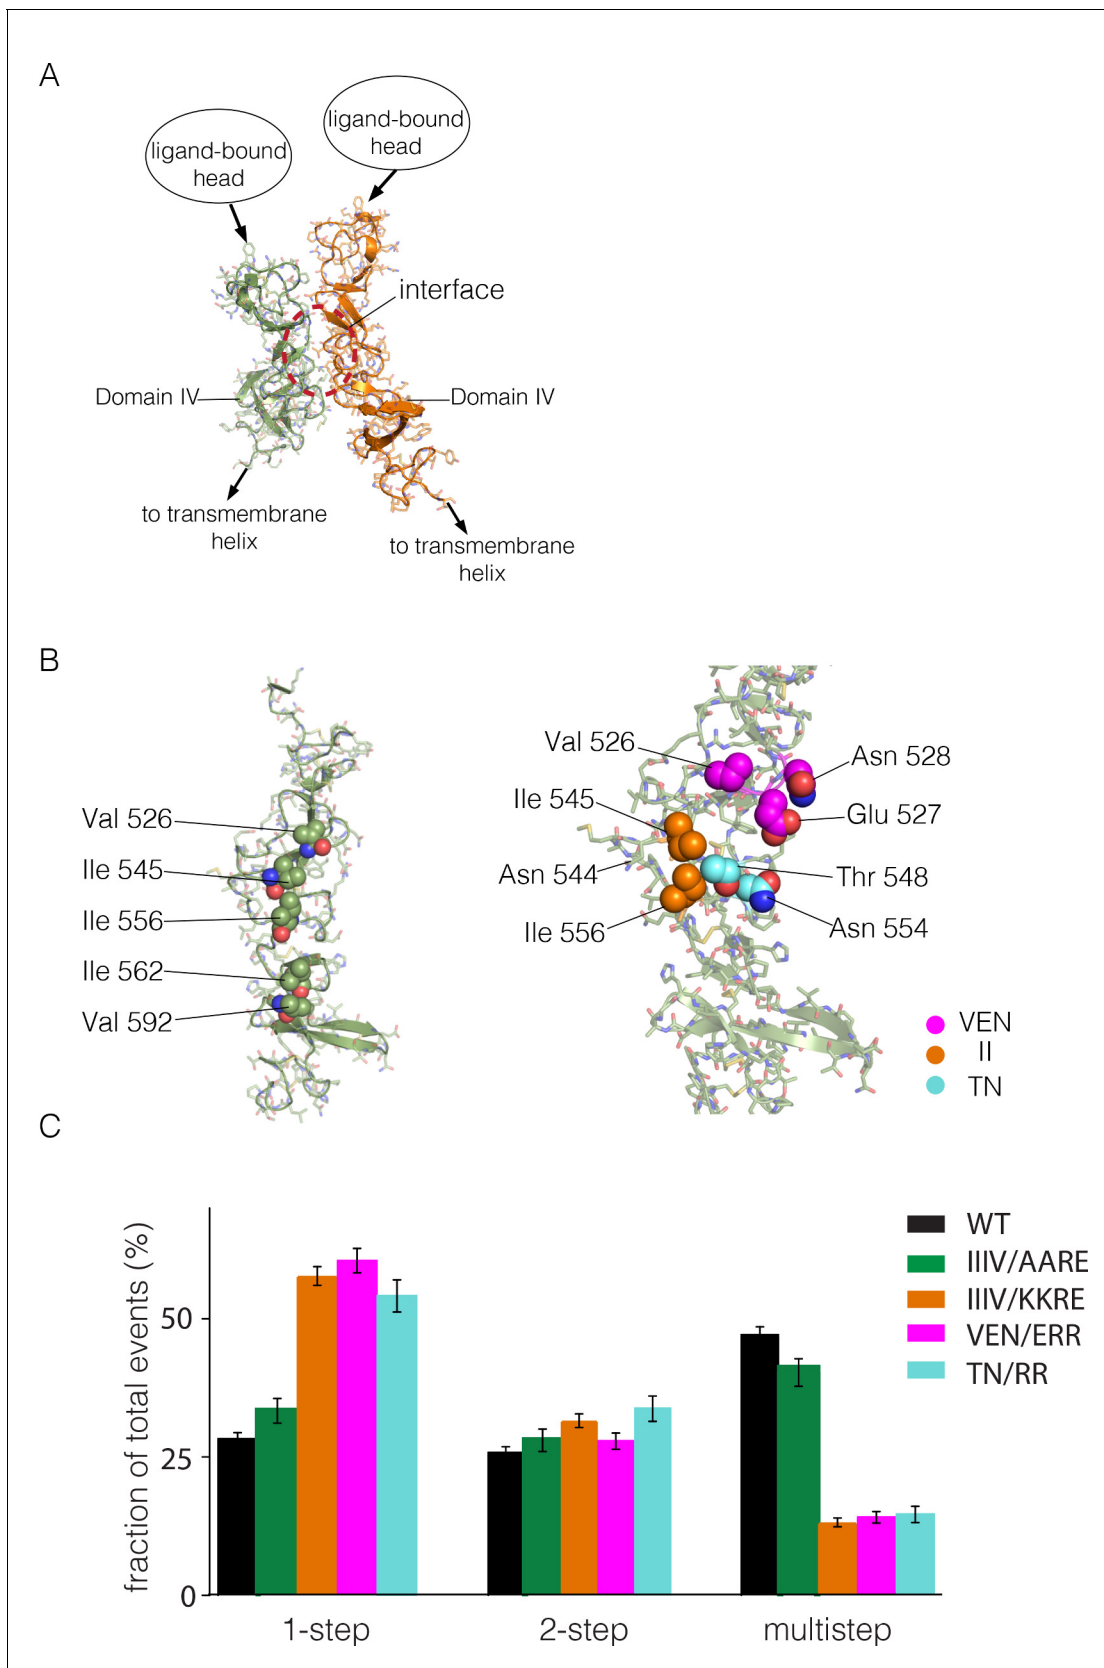 A
ligand-bound
head
ligand-bound
head
interface
Domain IV
Domain IV
to transmembrane
helix
to transmembrane
helix
B
Val 526
Ile 545
Ile 556
Ile 562
Val 592
Val 526
Ile 545
Asn 544
Ile 556
Asn 528
Glu 527
Thr 548
Asn 554
VEN
II
TN
C
fraction of total events (%)
50
25
0
1-step
2-step
multistep
WT
IIIV/AARE
IIIV/KKRE
VEN/ERR
TN/RR